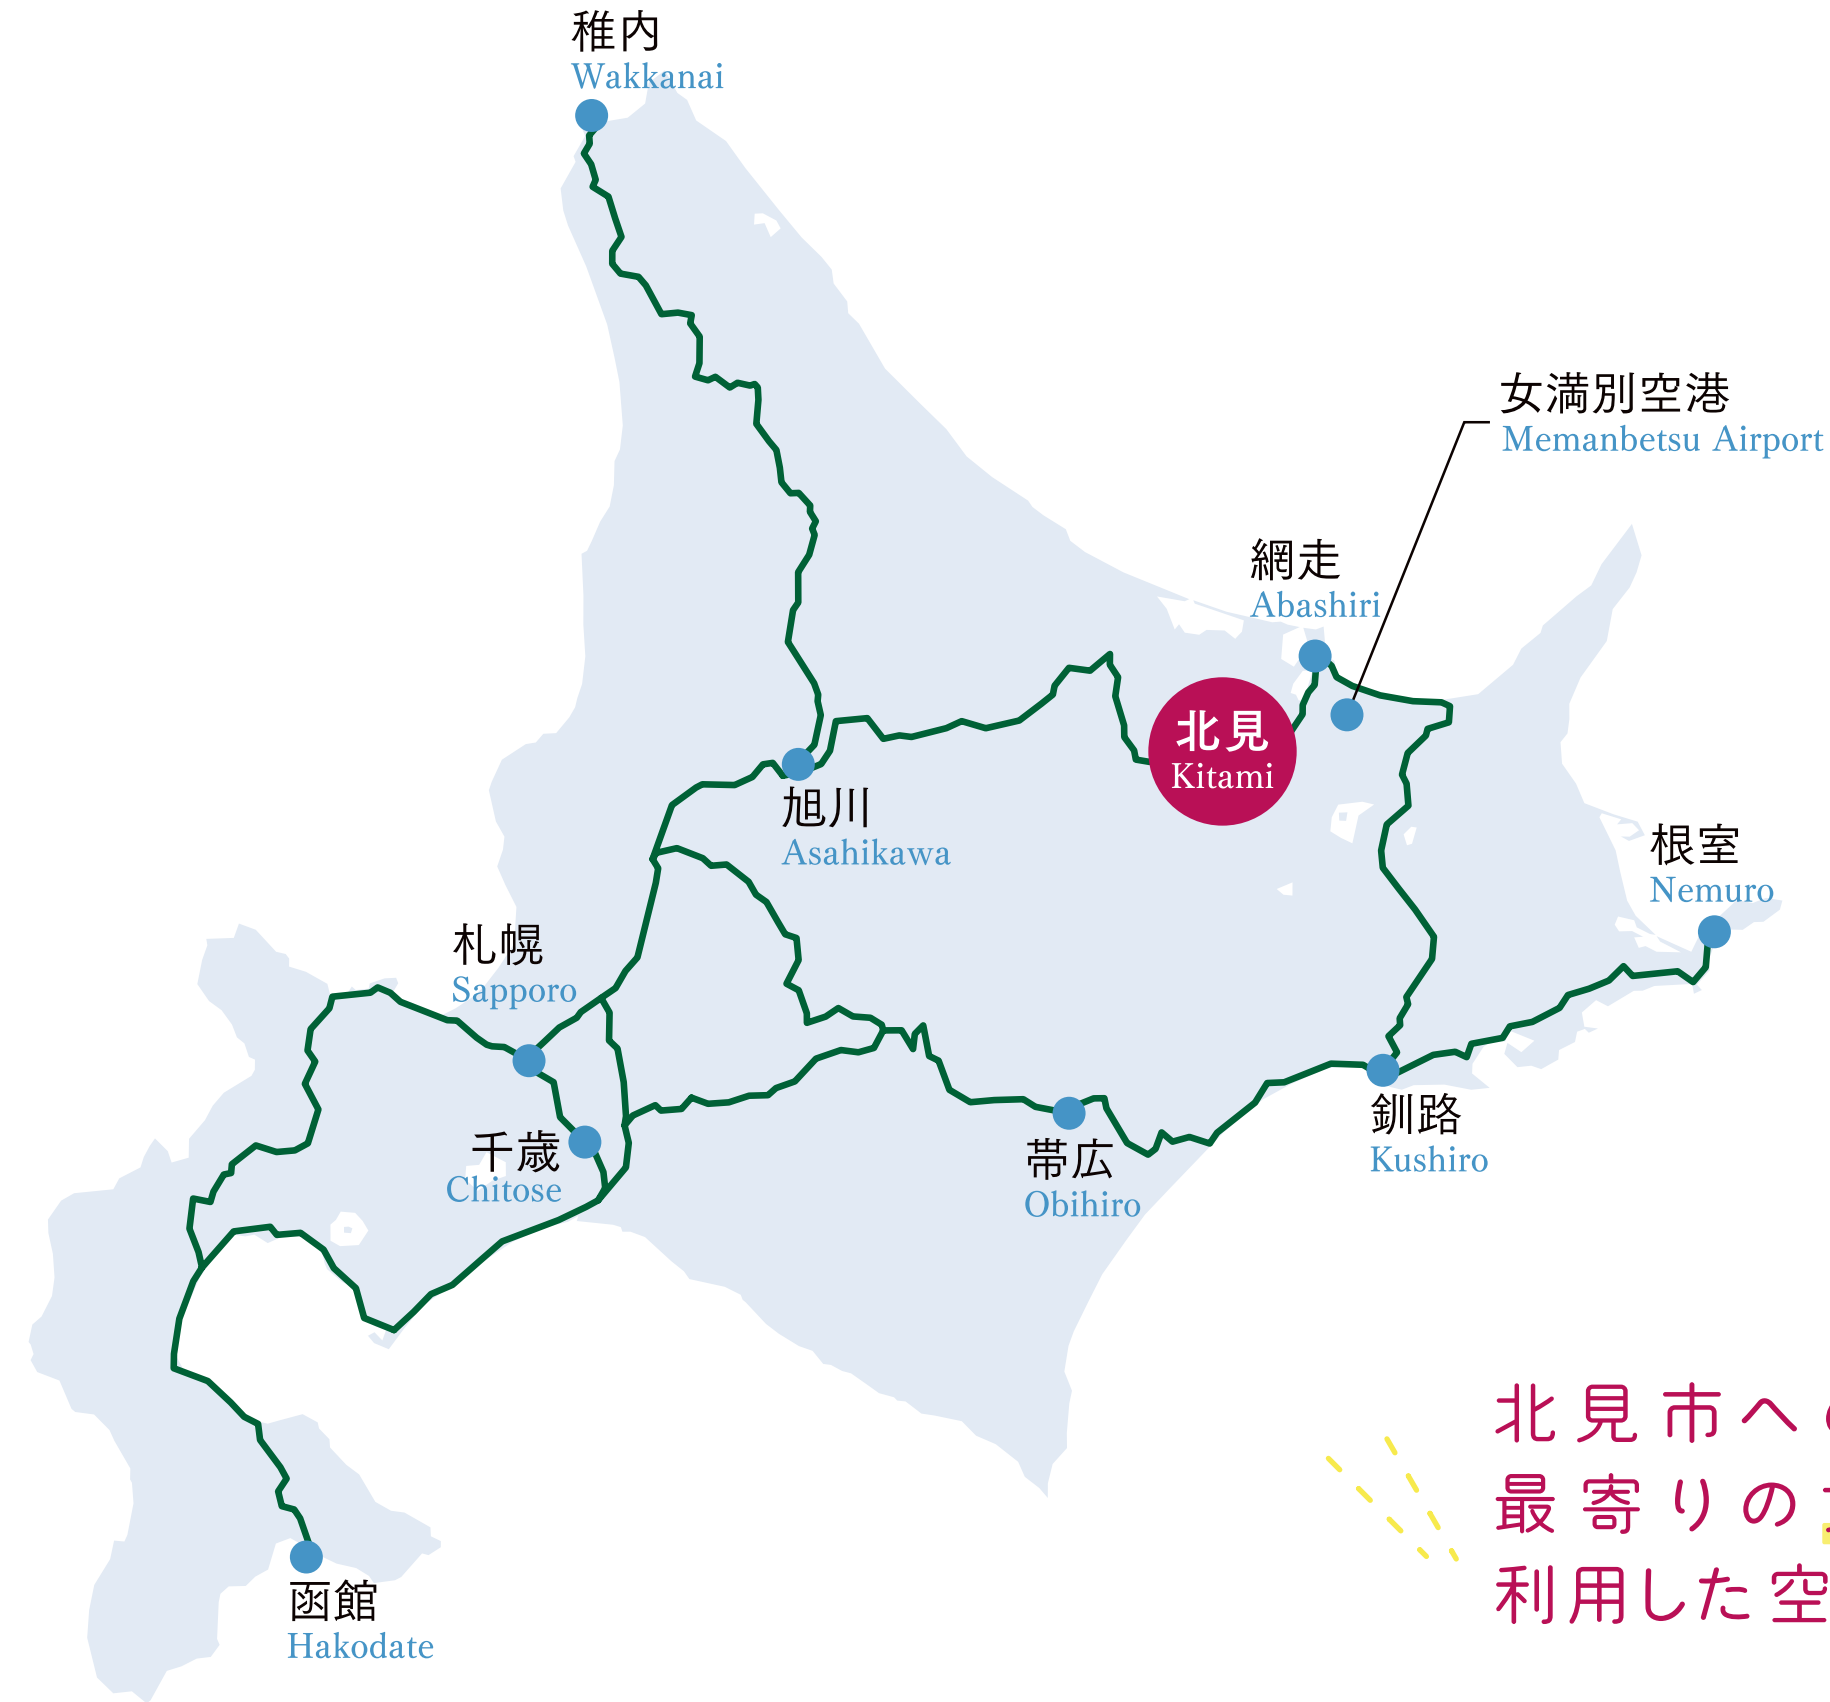 稚内
Wakkanai
女満別空港
Memanbetsu Airport
網走
Abashiri
北見
Kitami
旭川
Asahikawa
根室
Nemuro
札幌
Sapporo
千歳
Chitose
帯広
Obihiro
釧路
Kushiro
函館
Hakodate
北見市へ
最寄りの
利用した空